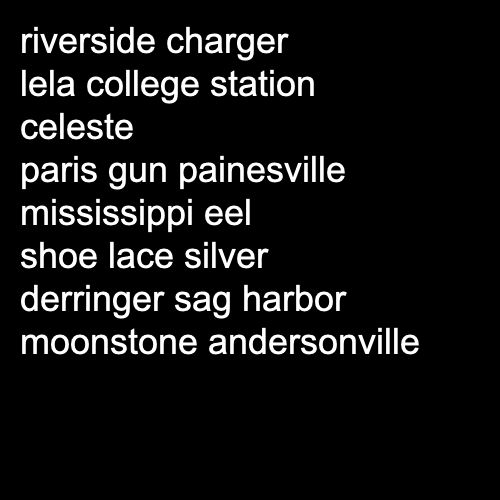 riverside charger
lela college station
celeste
paris gun painesville
mississippi eel
shoe lace silver
derringer sag harbor
moonstone andersonville